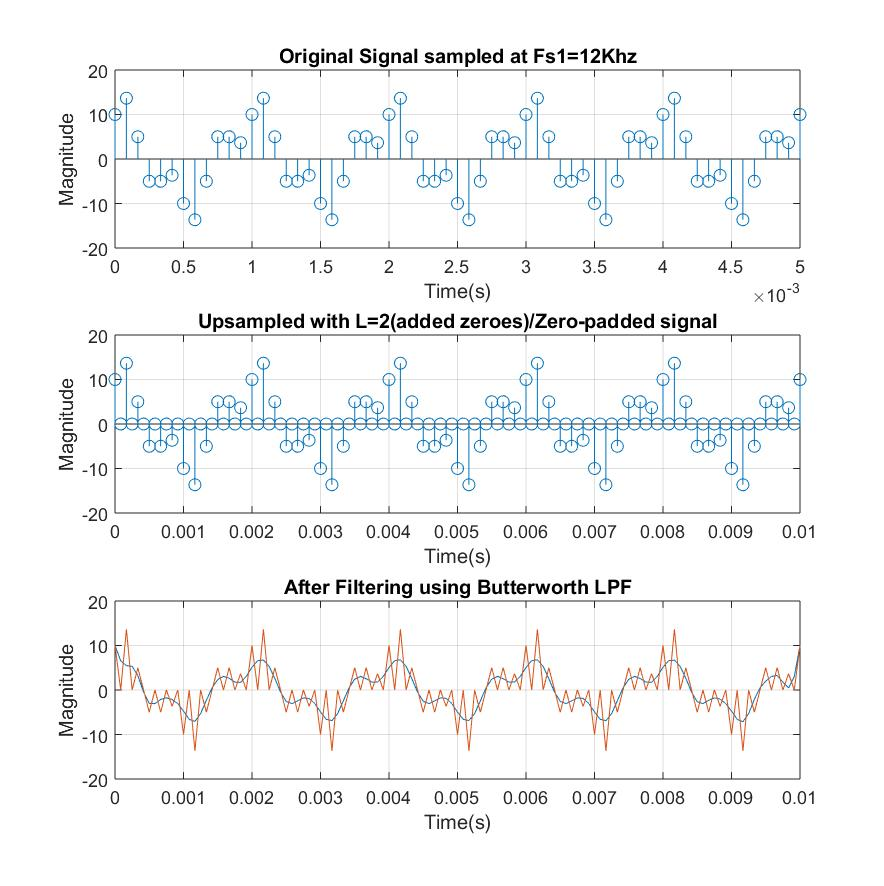 Original Signal sampled at Fs1=12Khz
20
10
0
-10
-20
Magnitude
0 0.5 1 1.5 2 2.5 3 3.5 4 4.5 5
Time(s)
×10-3
Upsampled with L=2(added zeroes)/Zero-padded signal
20
10
0
-10
-20
Magnitude
0 0.001 0.002 0.003 0.004 0.005 0.006 0.007 0.008 0.009 0.01
Time(s)
After Filtering using Butterworth LPF
20
10
0
-10
-20
Magnitude
0 0.001 0.002 0.003 0.004 0.005 0.006 0.007 0.008 0.009 0.01
Time(s)